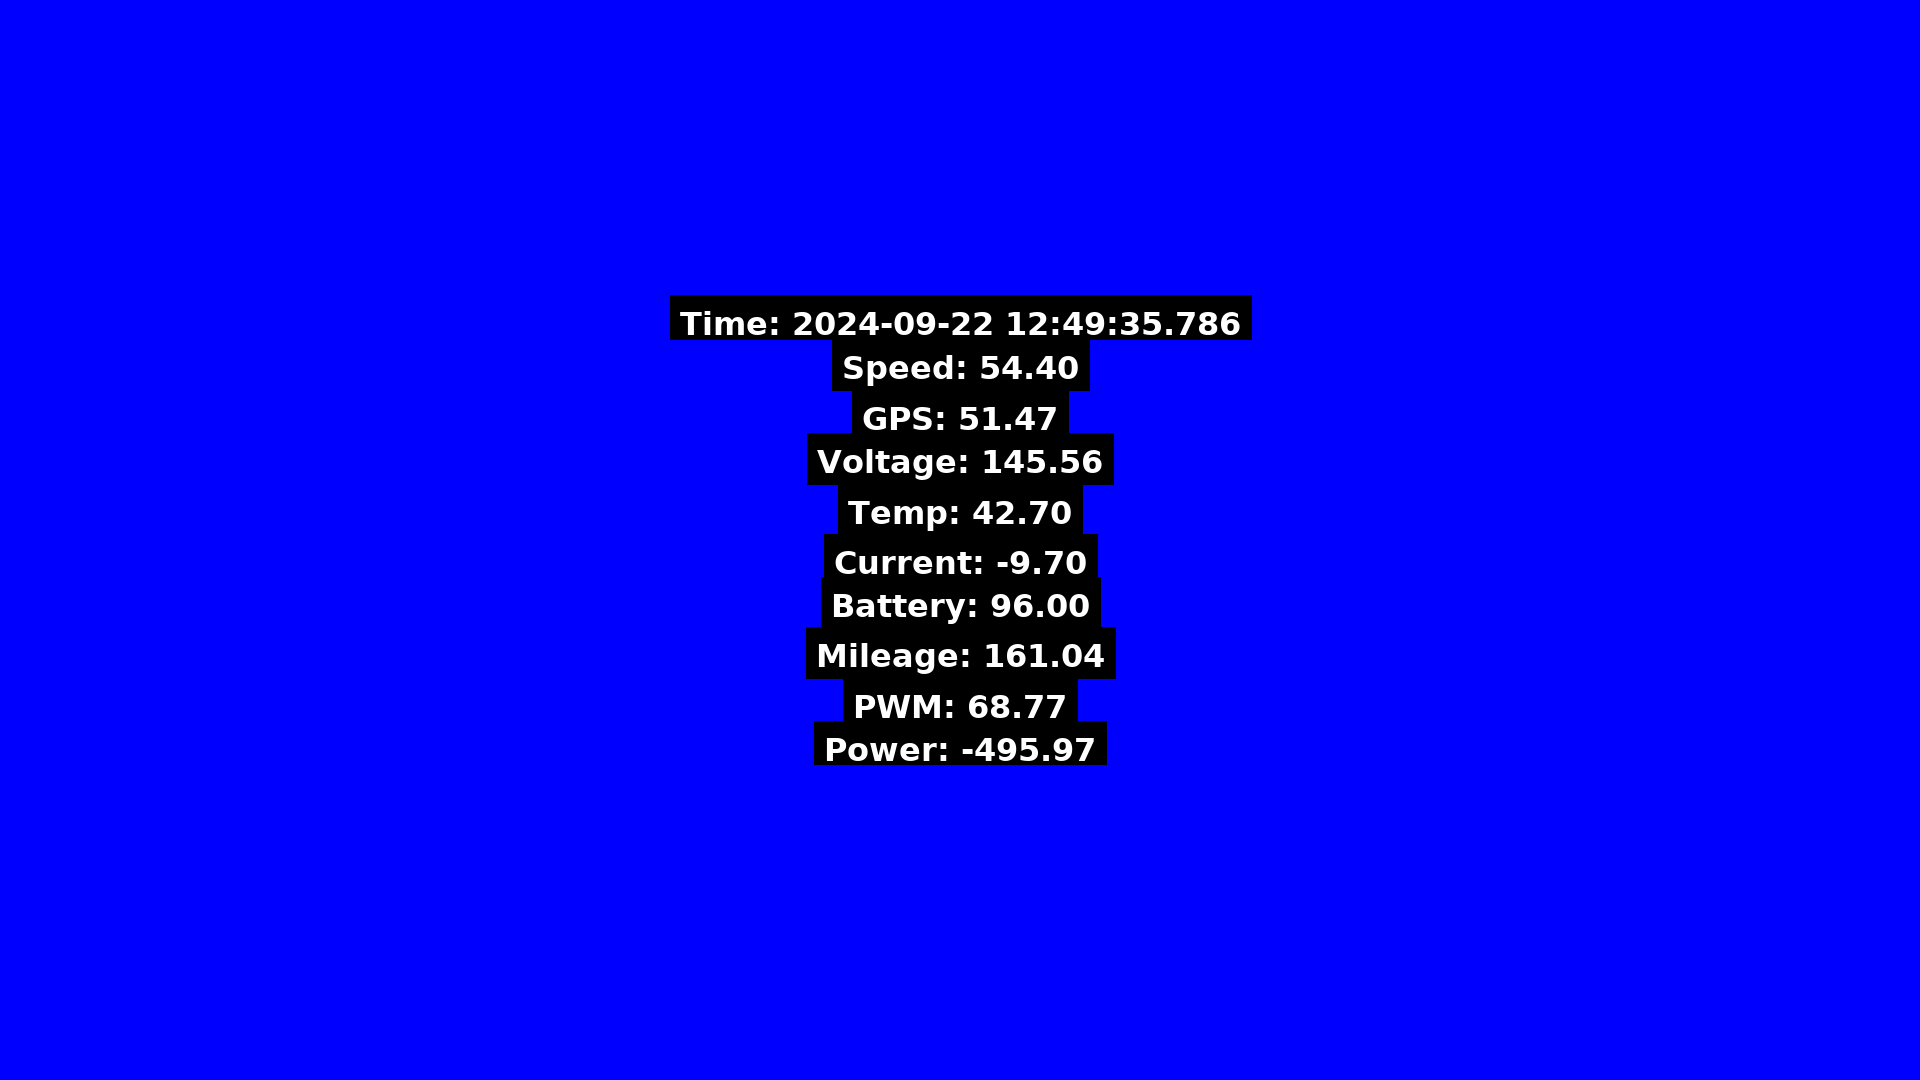 Time: 2024-09-22 12:49:35.786
Speed: 54.40
GPS: 51.47
Voltage: 145.56
Temp: 42.70
Current: -9.70
Battery: 96.00
Mileage: 161.04
PWM: 68.77
Power: -495.97